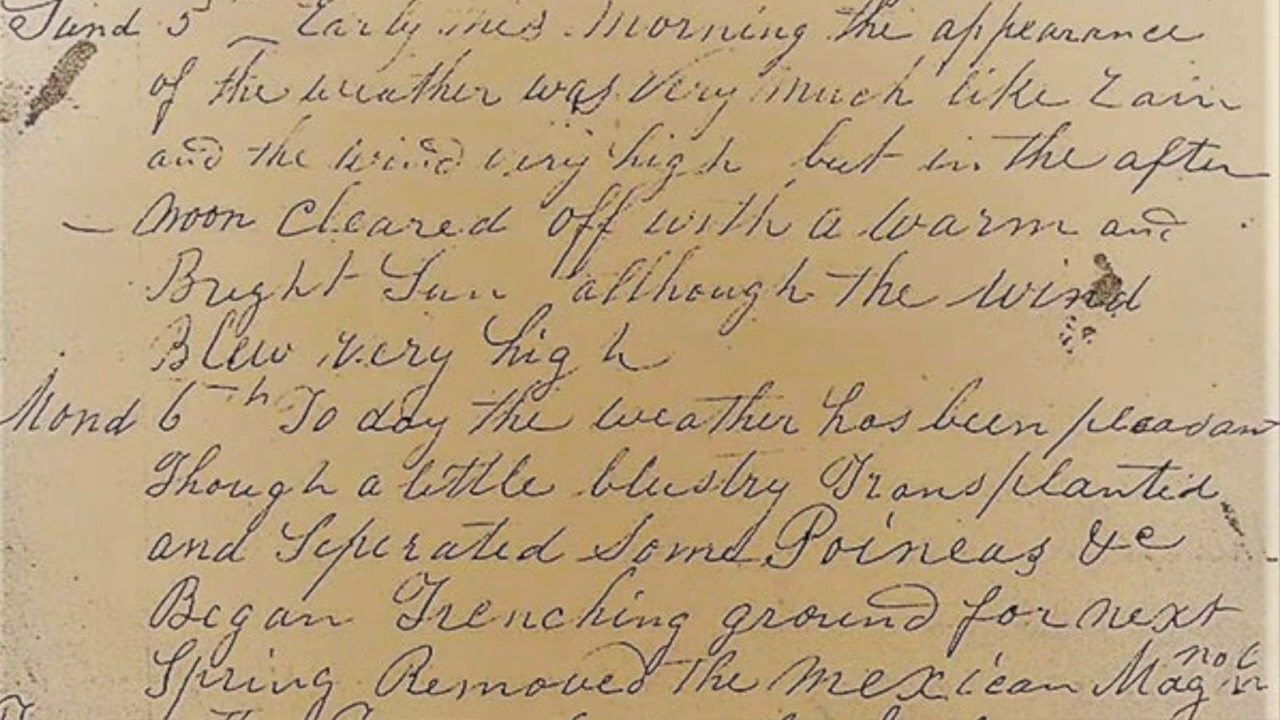 Sund 5th Early this Morning the appearance
of the weather was Very much like Rain
and the wind very high but in the after
— noon Cleared off with a warm and
Bright Sun although the wind
Blew very high
Mond 6th To day the weather has been pleasant
Though a little blustry Transplanted
and Seperated Some Poineas &c
Began Trenching ground for next
Spring Removed the Mexican Mag